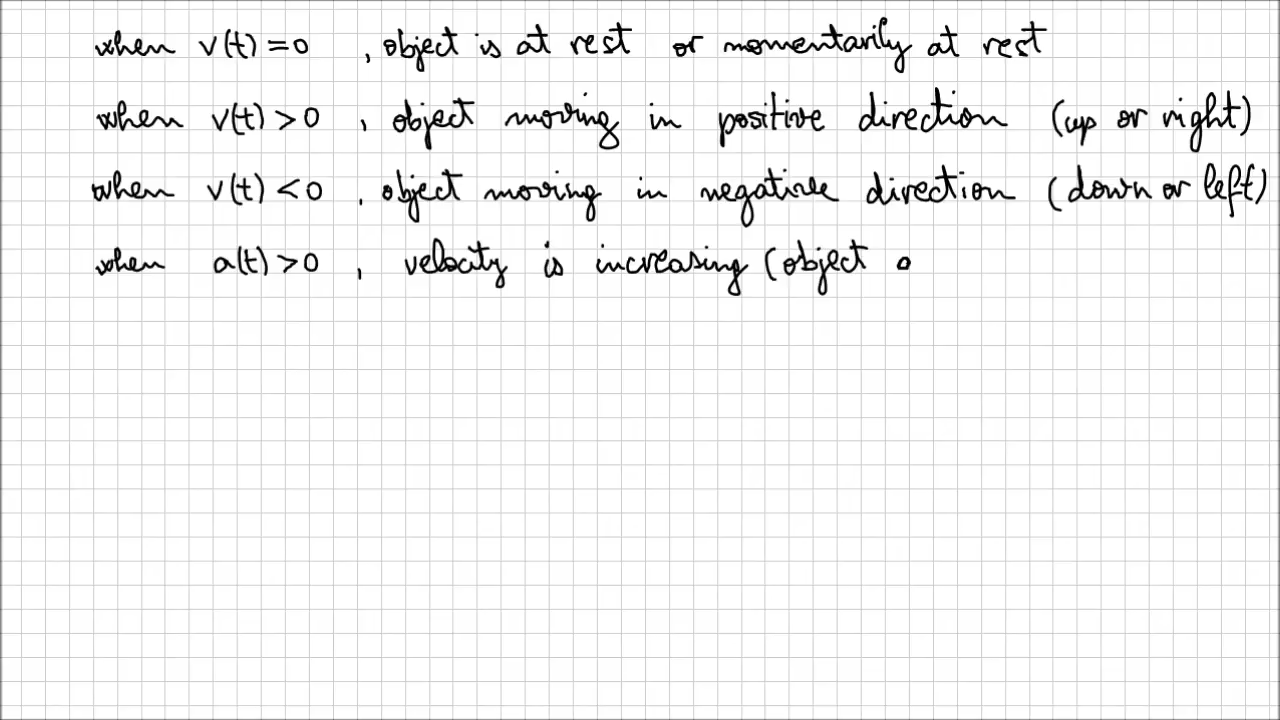 when v(t) = 0 , object is at rest or momentarily at rest
when v(t) > 0 , object moving in positive direction (up or right)
when v(t) < 0 , object moving in negative direction (down or left)
when a(t) > 0 , velocity is increasing (object